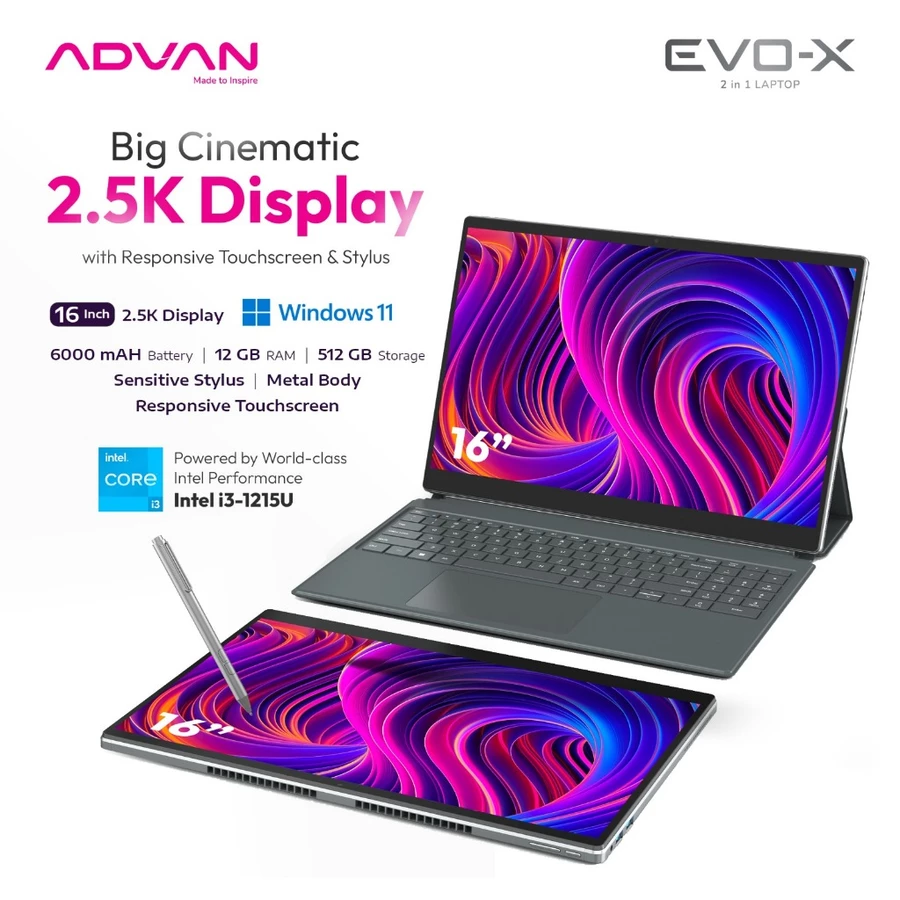 ADVAN
Made to Inspire
EVO-X
2 in 1 LAPTOP
Big Cinematic
2.5K Display
with Responsive Touchscreen & Stylus
16 Inch 2.5K Display Windows 11
6000 mAH Battery | 12 GB RAM | 512 GB Storage
Sensitive Stylus | Metal Body
Responsive Touchscreen
intel.
CORE
i3
Powered by World-class
Intel Performance
Intel i3-1215U
16”
16”